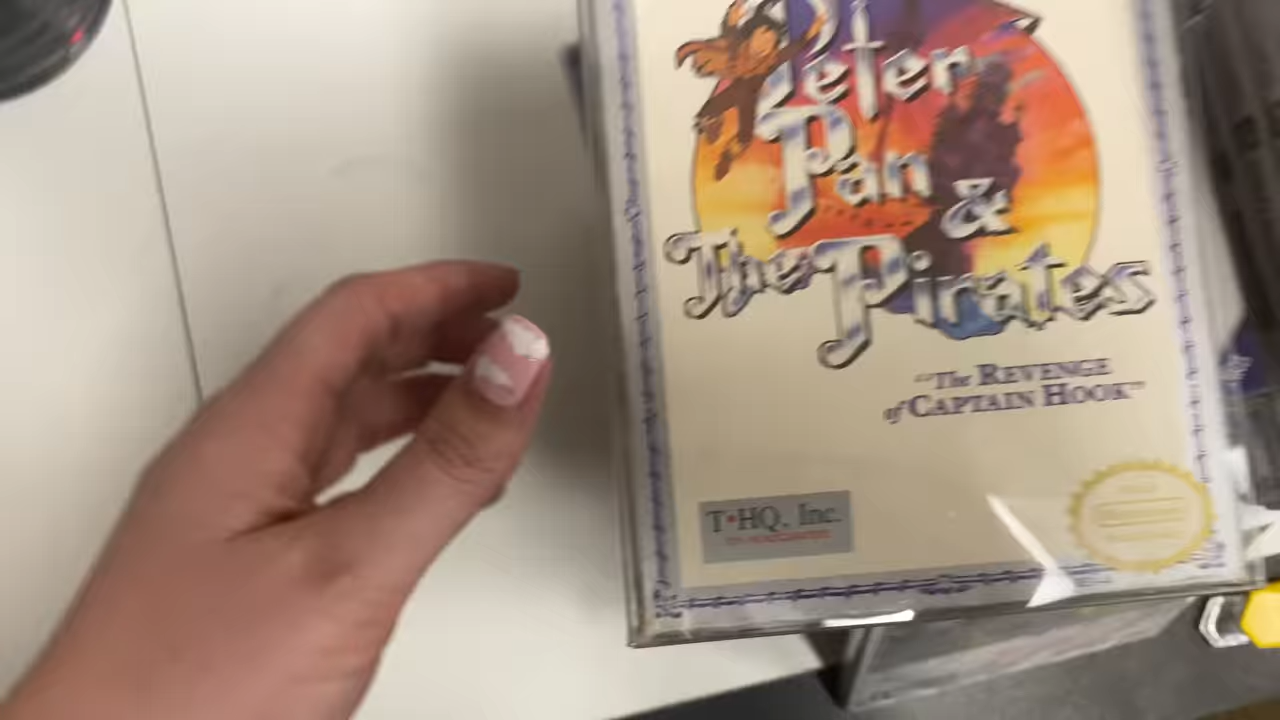 Peter
Pan &
The Pirates
"The REVENGE
of CAPTAIN HOOK"
T•HQ, Inc.